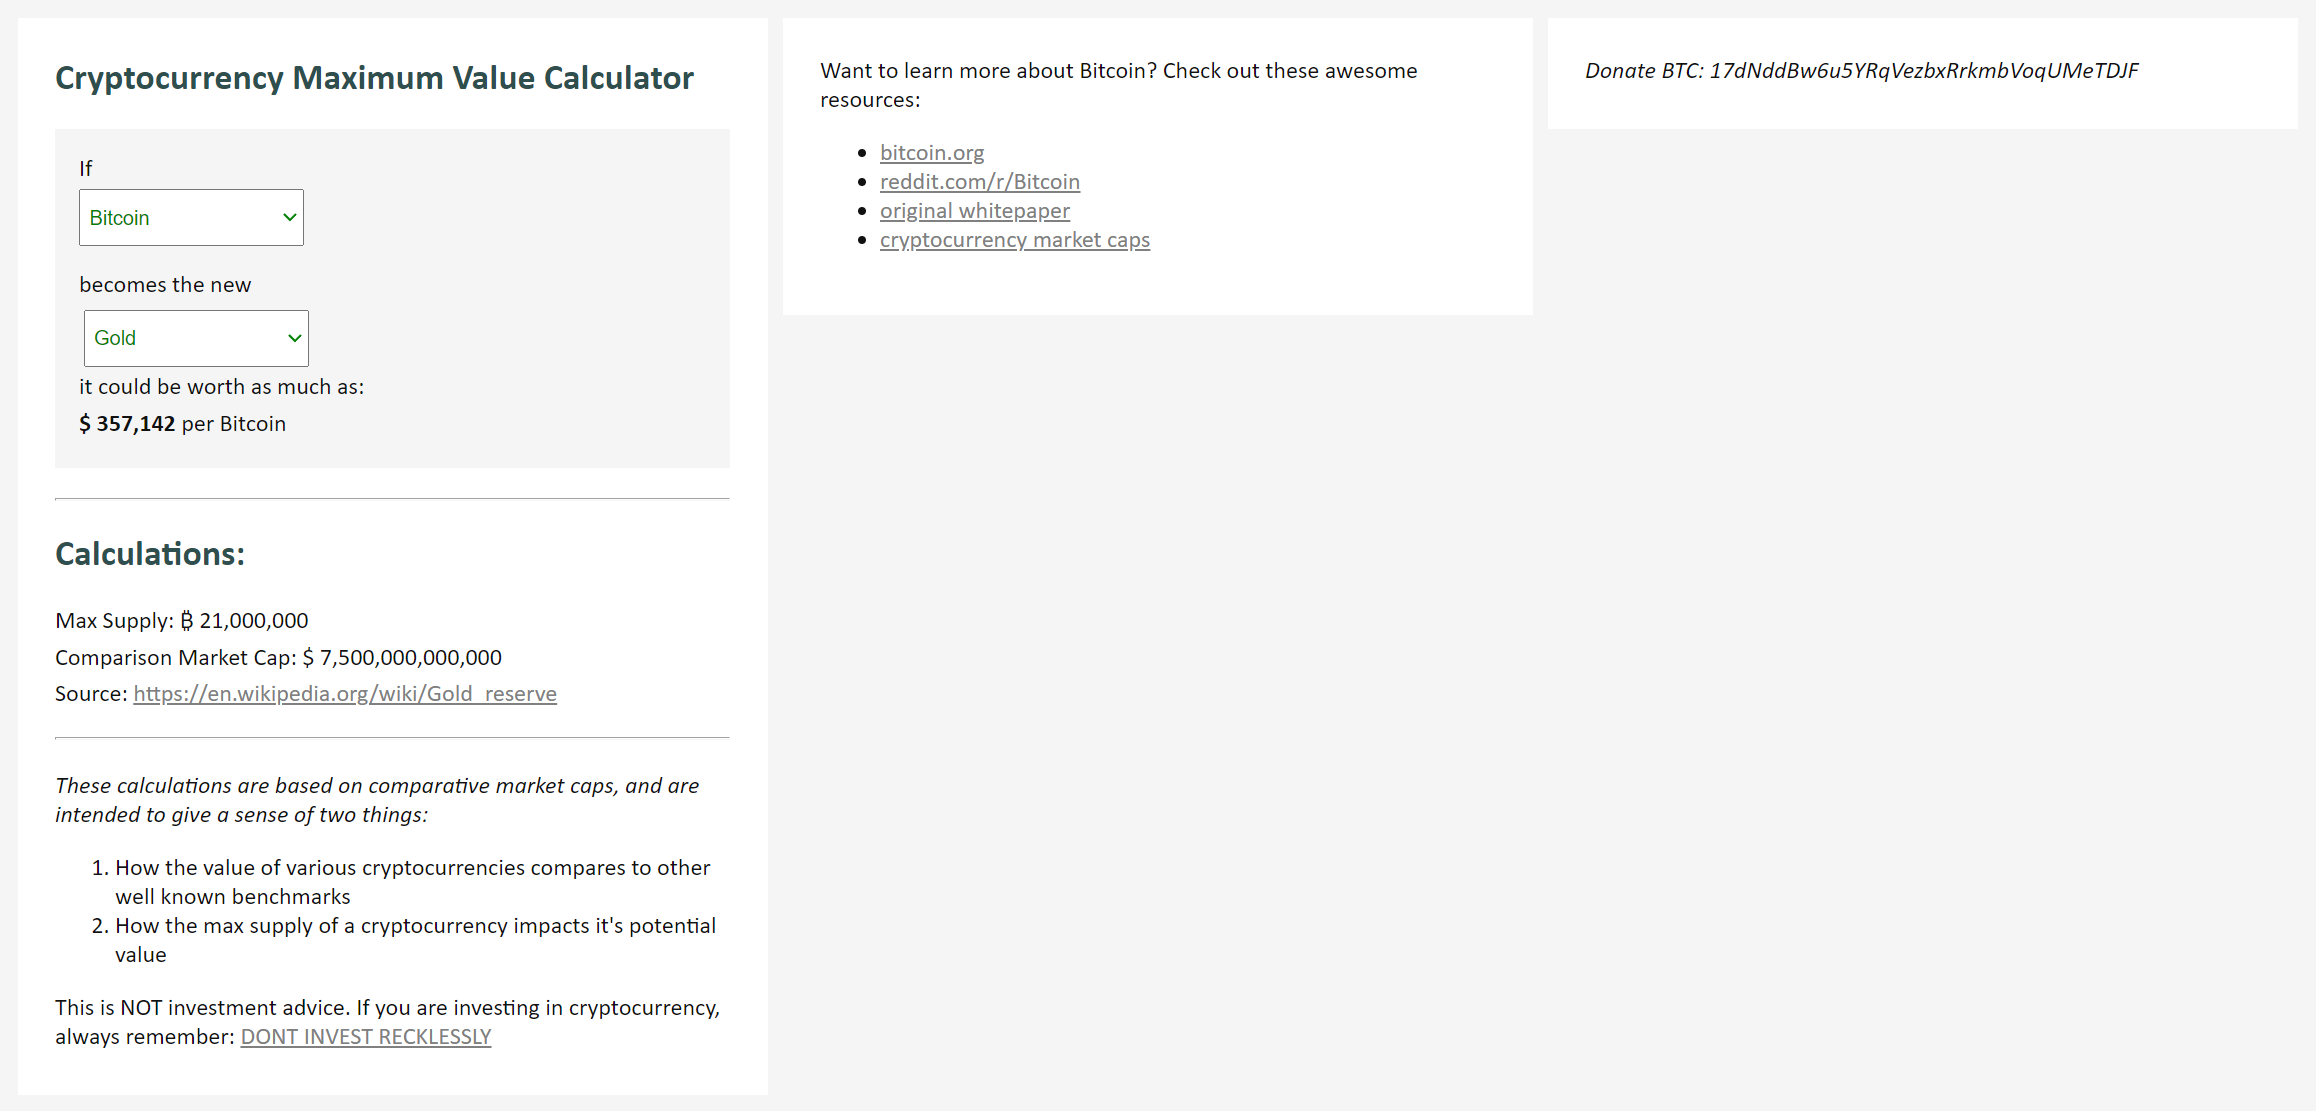 Cryptocurrency Maximum Value Calculator
If
Bitcoin
becomes the new
Gold
it could be worth as much as:
$ 357,142 per Bitcoin
Calculations:
Max Supply: ₿ 21,000,000
Comparison Market Cap: $ 7,500,000,000,000
Source: https://en.wikipedia.org/wiki/Gold_reserve
These calculations are based on comparative market caps, and are
intended to give a sense of two things:
1. How the value of various cryptocurrencies compares to other
well known benchmarks
2. How the max supply of a cryptocurrency impacts it's potential
value
This is NOT investment advice. If you are investing in cryptocurrency,
always remember: DONT INVEST RECKLESSLY
Want to learn more about Bitcoin? Check out these awesome
resources:
• bitcoin.org
• reddit.com/r/Bitcoin
• original whitepaper
• cryptocurrency market caps
Donate BTC: 17dNddBw6u5YRqVezbxRrkmbVoqUMeTDJF